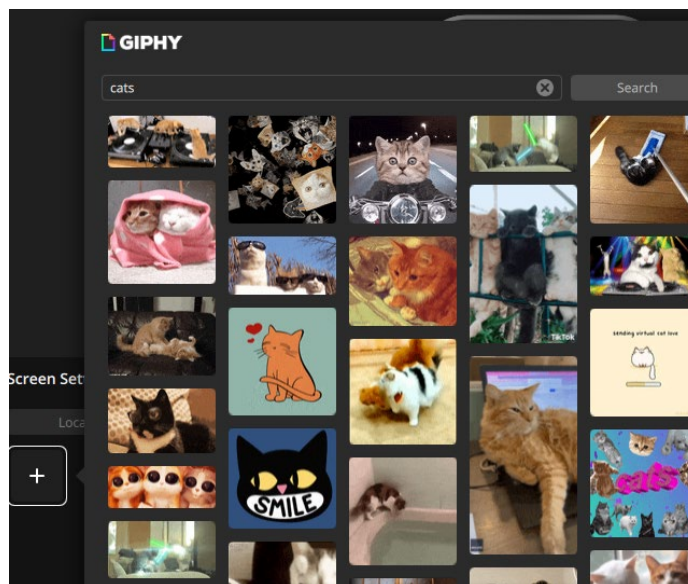 GIPHY
cats
Search
TikTok
sending virtual cat love
Screen Set
Loca
+
SMILE
cats